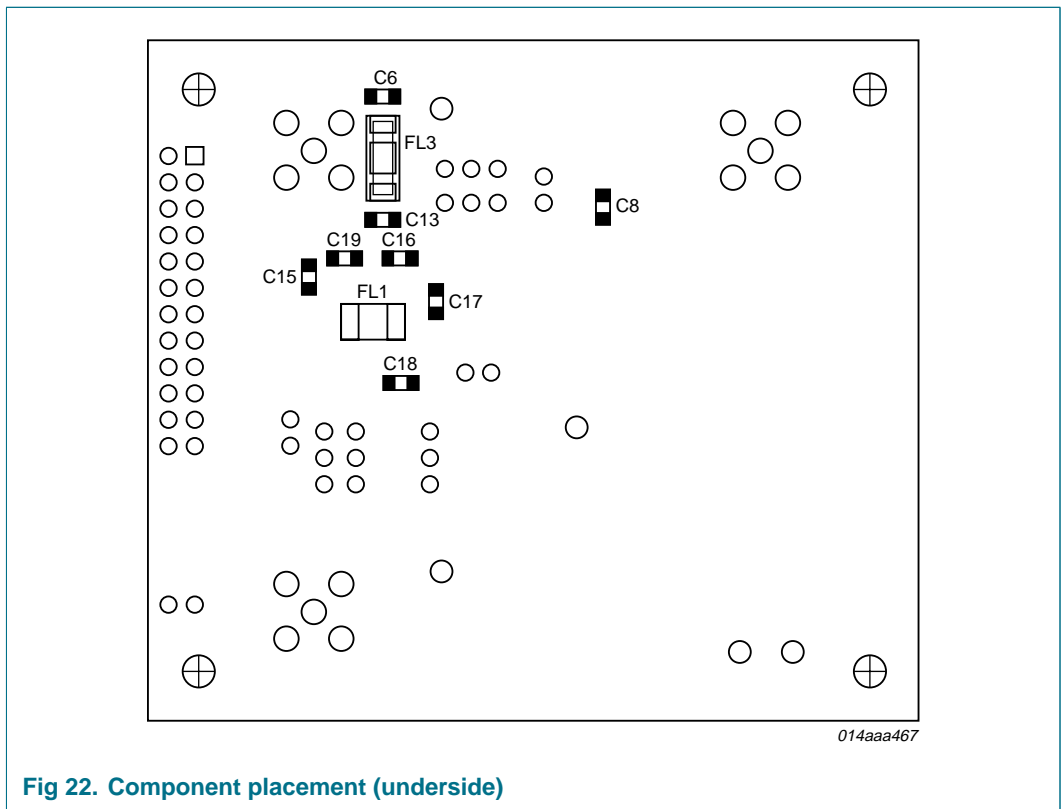 C6
FL3
C8
C13
C19 C16
C15
FL1
C17
C18
014aaa467
Fig 22. Component placement (underside)